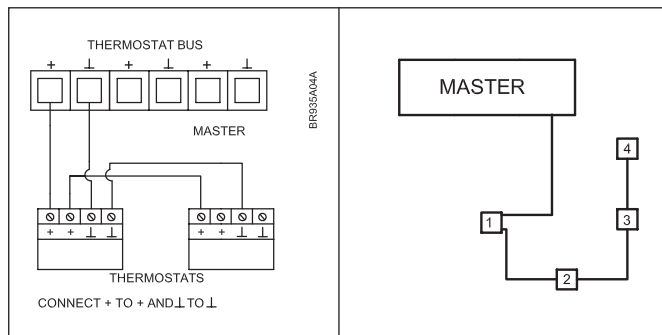 THERMOSTAT BUS
+ ⊥ + ⊥ + ⊥
BR935A04A
MASTER
+ + ⊥ ⊥
+ + ⊥ ⊥
THERMOSTATS
CONNECT + TO + AND ⊥ TO ⊥
MASTER
4
1
3
2